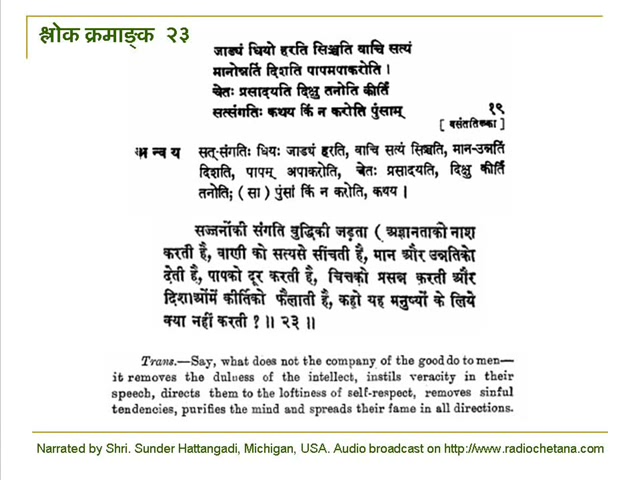 श्लोक क्रमाङ्क २३
जाड्यं धियो हरति सिञ्चति वाचि सत्यं
मानोन्नतिं दिशति पापमपाकरोति ।
चेतः प्रसादयति दिक्षु तनोति कीर्तिं
सत्संगतिः कथय किं न करोति पुंसाम् १९
[ वसंततिलका ]
अन्वय सत्-संगतिः धियः जाड्यं हरति, वाचि सत्यं सिञ्चति, मान-उन्नतिं
दिशति, पापम् अपाकरोति, चेतः प्रसादयति, दिक्षु कीर्तिं
तनोति; ( सा ) पुंसां किं न करोति, कथय ।
सज्जनोंकी संगति बुद्धिकी जड़ता ( अज्ञानताको नाश
करती है, वाणी को सत्यसे सींचती है, मान और उन्नतिको
देती है, पापको दूर करती है, चित्तको प्रसन्न करती और
दिशाओंमें कीर्तिको फैलाती है, कहो यह मनुष्यों के लिये
क्या नहीं करती ? ॥ २३ ॥
Trans.—Say, what does not the company of the good do to men—
it removes the dulness of the intellect, instils veracity in their
speech, directs them to the loftiness of self-respect, removes sinful
tendencies, purifies the mind and spreads their fame in all directions.
Narrated by Shri. Sunder Hattangadi, Michigan, USA. Audio broadcast on http://www.radiochetana.com